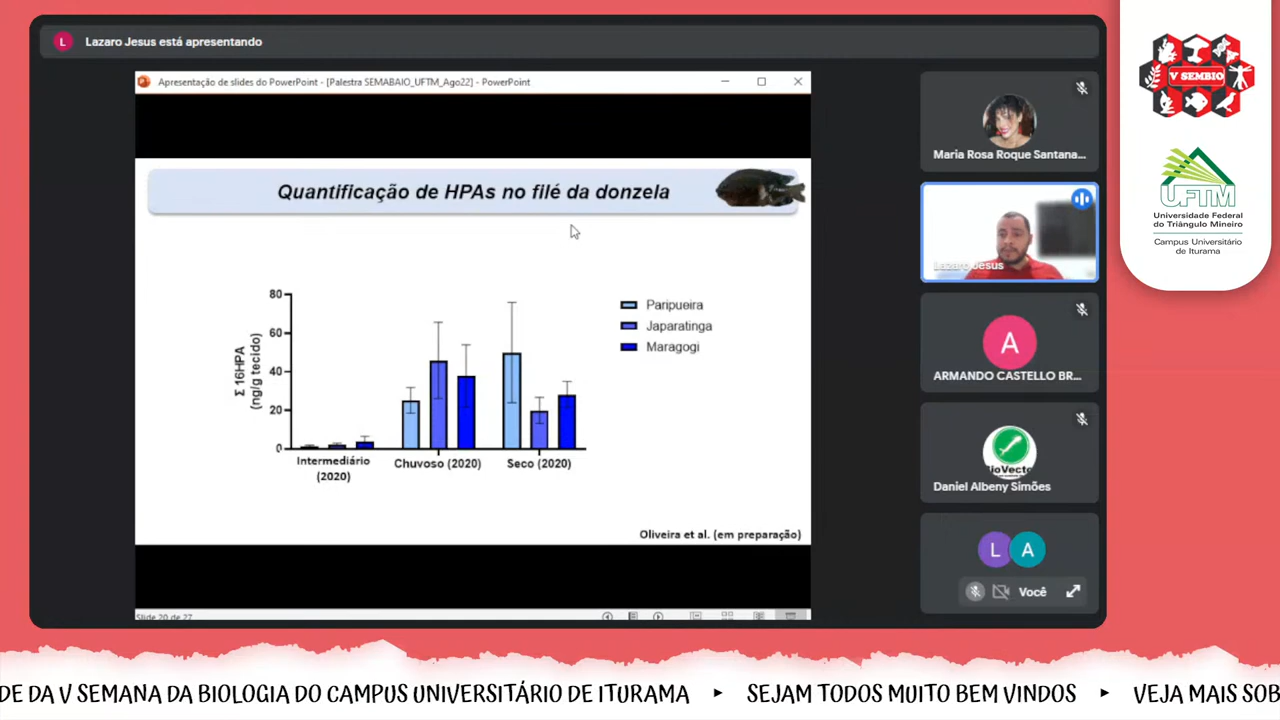 L
Lazaro Jesus está apresentando
Apresentação de slides do PowerPoint - [Palestra SEMABAIO_UFTM_Ago22] - PowerPoint
Quantificação de HPAs no filé da donzela
Σ 16HPA
(ng/g tecido)
80
60
40
20
0
Intermediário
(2020)
Chuvoso (2020)
Seco (2020)
Paripueira
Japaratinga
Maragogi
Oliveira et al. (em preparação)
Slide 20 de 27
Maria Rosa Roque Santana...
Lazaro Jesus
A
ARMANDO CASTELLO BR...
Daniel Albeny Simões
L
A
Você
V SEMBIO
UFTM
Universidade Federal
do Triângulo Mineiro
Campus Universitário
de Iturama
DE DA V SEMANA DA BIOLOGIA DO CAMPUS UNIVERSITÁRIO DE ITURAMA ‣ SEJAM TODOS MUITO BEM VINDOS ‣ VEJA MAIS SOB